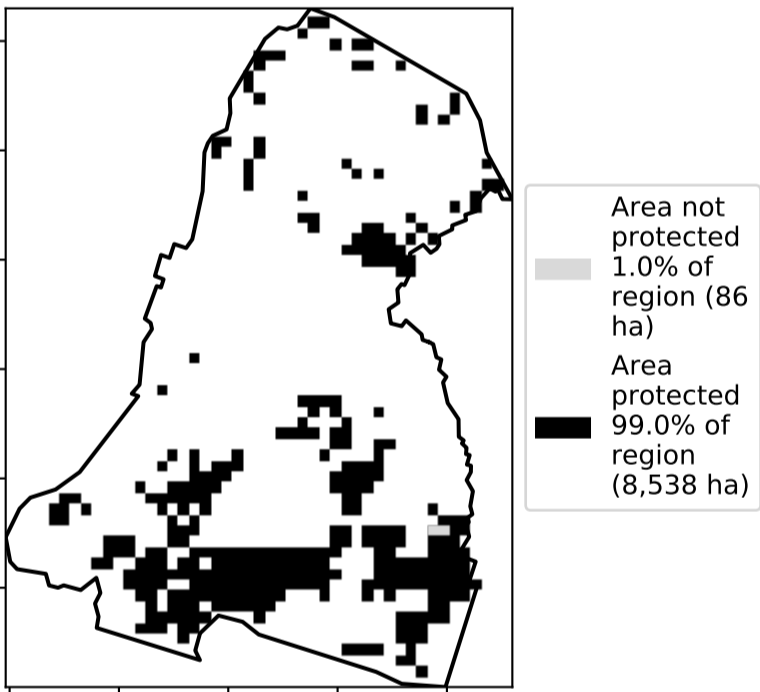 Area not
protected
1.0% of
region (86
ha)
Area
protected
99.0% of
region
(8,538 ha)